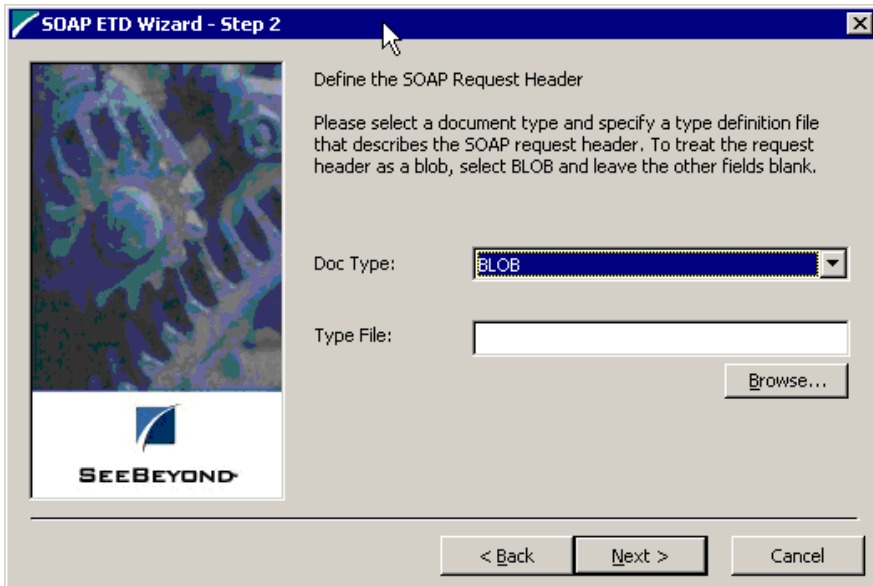 SOAP ETD Wizard - Step 2
Define the SOAP Request Header
Please select a document type and specify a type definition file
that describes the SOAP request header. To treat the request
header as a blob, select BLOB and leave the other fields blank.
Doc Type:
BLOB
Type File:
Browse...
SEEBEYOND
< Back
Next >
Cancel